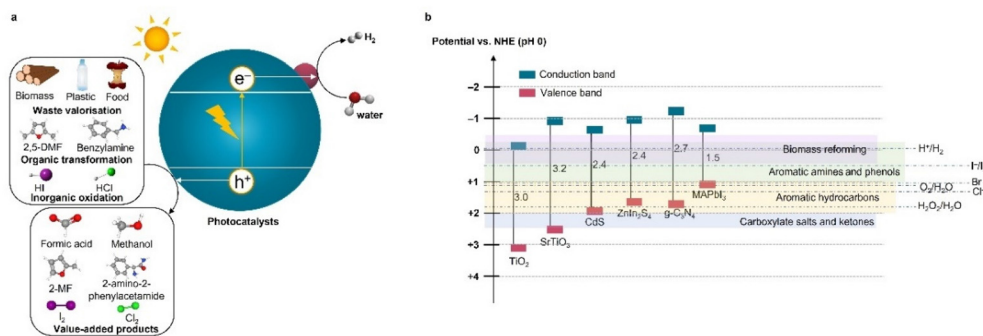 a
H₂
e⁻
water
h⁺
Photocatalysts
Biomass
Plastic
Food
Waste valorisation
2,5-DMF
Benzylamine
Organic transformation
HI
HCl
Inorganic oxidation
Formic acid
Methanol
2-MF
2-amino-2-
phenylacetamide
I₂
Cl₂
Value-added products
b
Potential vs. NHE (pH 0)
Conduction band
Valence band
−2
−1
0
+1
+2
+3
+4
3.0
3.2
2.4
2.4
2.7
1.5
TiO₂
SrTiO₃
CdS
ZnIn₂S₄
g-C₃N₄
MAPbI₃
Biomass reforming
Aromatic amines and phenols
Aromatic hydrocarbons
Carboxylate salts and ketones
H⁺/H₂
I⁻/I
Br
O₂/H₂O
H₂O₂/H₂O